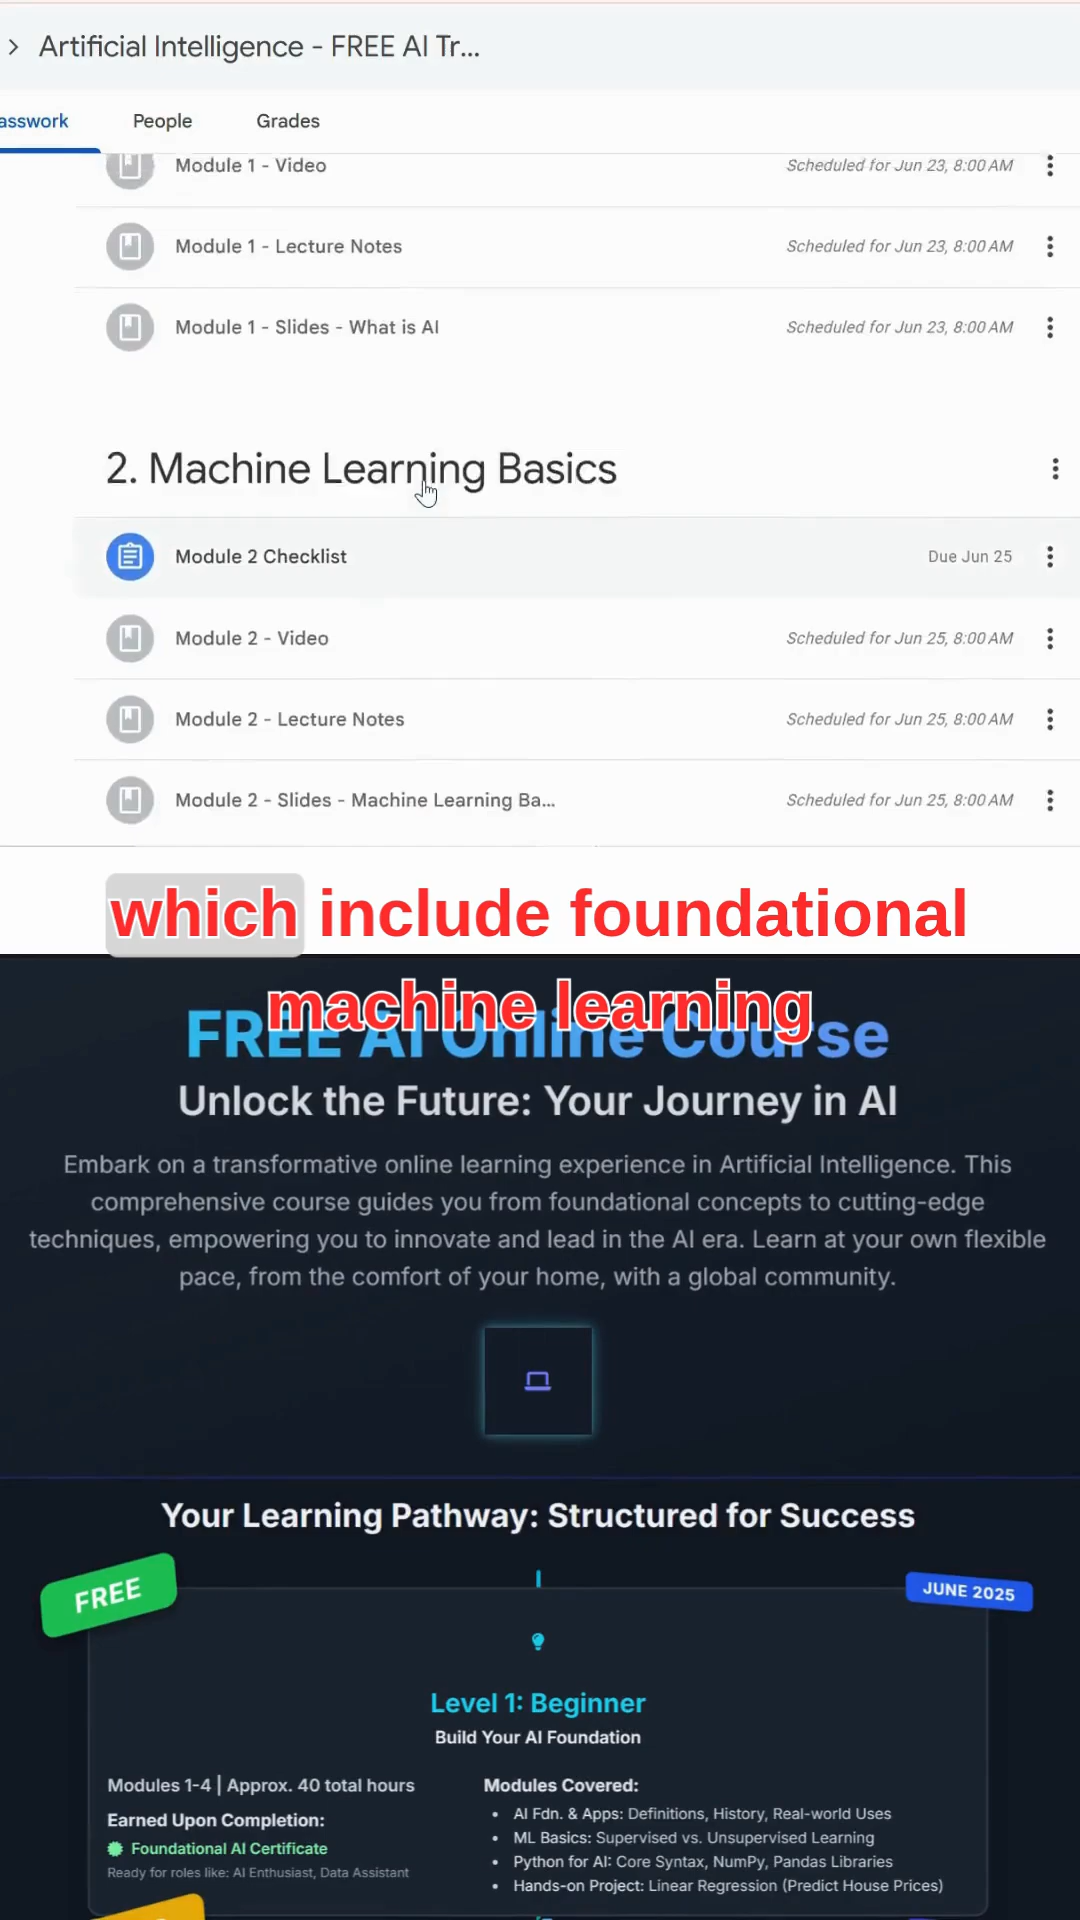 Artificial Intelligence - FREE AI Tr...
asswork People Grades
Module 1 - Video Scheduled for Jun 23, 8:00 AM
Module 1 - Lecture Notes Scheduled for Jun 23, 8:00 AM
Module 1 - Slides - What is AI Scheduled for Jun 23, 8:00 AM
2. Machine Learning Basics
Module 2 Checklist Due Jun 25
Module 2 - Video Scheduled for Jun 25, 8:00 AM
Module 2 - Lecture Notes Scheduled for Jun 25, 8:00 AM
Module 2 - Slides - Machine Learning Ba... Scheduled for Jun 25, 8:00 AM
which include foundational
machine learning
FREE AI Online Course
Unlock the Future: Your Journey in AI
Embark on a transformative online learning experience in Artificial Intelligence. This
comprehensive course guides you from foundational concepts to cutting-edge
techniques, empowering you to innovate and lead in the AI era. Learn at your own flexible
pace, from the comfort of your home, with a global community.
Your Learning Pathway: Structured for Success
FREE
JUNE 2025
Level 1: Beginner
Build Your AI Foundation
Modules 1-4 | Approx. 40 total hours
Earned Upon Completion:
Foundational AI Certificate
Ready for roles like: AI Enthusiast, Data Assistant
Modules Covered:
• AI Fdn. & Apps: Definitions, History, Real-world Uses
• ML Basics: Supervised vs. Unsupervised Learning
• Python for AI: Core Syntax, NumPy, Pandas Libraries
• Hands-on Project: Linear Regression (Predict House Prices)